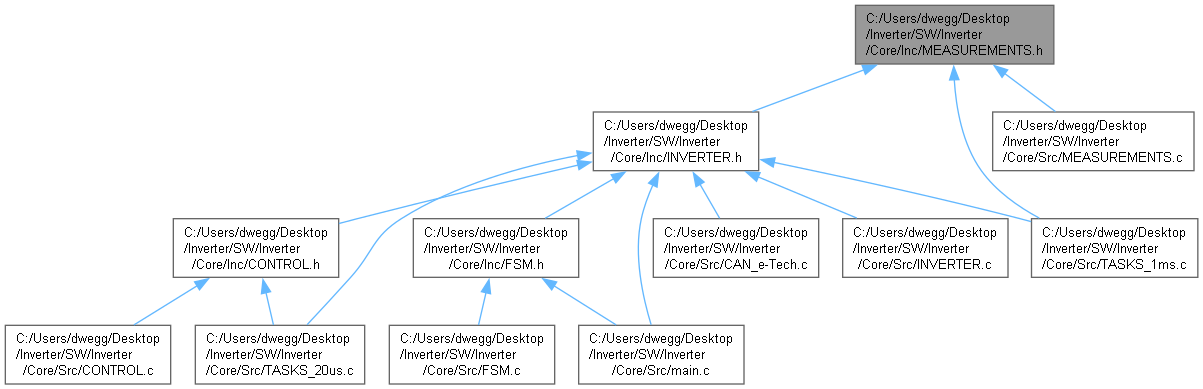 C:/Users/dwegg/Desktop
/Inverter/SW/Inverter
/Core/Inc/MEASUREMENTS.h
C:/Users/dwegg/Desktop
/Inverter/SW/Inverter
/Core/Inc/INVERTER.h
C:/Users/dwegg/Desktop
/Inverter/SW/Inverter
/Core/Src/MEASUREMENTS.c
C:/Users/dwegg/Desktop
/Inverter/SW/Inverter
/Core/Inc/CONTROL.h
C:/Users/dwegg/Desktop
/Inverter/SW/Inverter
/Core/Inc/FSM.h
C:/Users/dwegg/Desktop
/Inverter/SW/Inverter
/Core/Src/CAN_e-Tech.c
C:/Users/dwegg/Desktop
/Inverter/SW/Inverter
/Core/Src/INVERTER.c
C:/Users/dwegg/Desktop
/Inverter/SW/Inverter
/Core/Src/TASKS_1ms.c
C:/Users/dwegg/Desktop
/Inverter/SW/Inverter
/Core/Src/CONTROL.c
C:/Users/dwegg/Desktop
/Inverter/SW/Inverter
/Core/Src/TASKS_20us.c
C:/Users/dwegg/Desktop
/Inverter/SW/Inverter
/Core/Src/FSM.c
C:/Users/dwegg/Desktop
/Inverter/SW/Inverter
/Core/Src/main.c